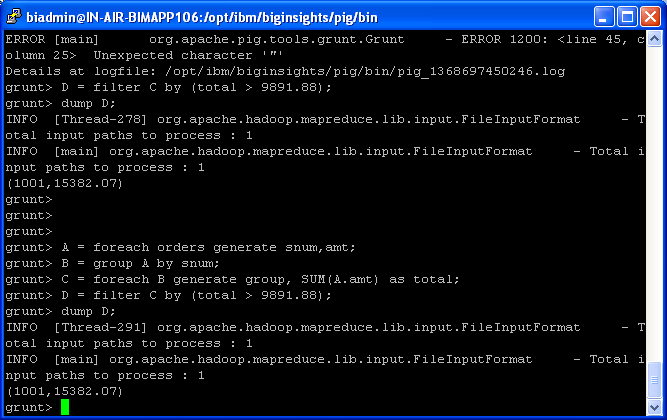 biadmin@IN-AIR-BIMAPP106:/opt/ibm/biginsights/pig/bin
ERROR [main]      org.apache.pig.tools.grunt.Grunt     - ERROR 1200: <line 45, c
olumn 25>  Unexpected character '"'
Details at logfile: /opt/ibm/biginsights/pig/bin/pig_1368697450246.log
grunt> D = filter C by (total > 9891.88);
grunt> dump D;
INFO  [Thread-278] org.apache.hadoop.mapreduce.lib.input.FileInputFormat     - T
otal input paths to process : 1
INFO  [main] org.apache.hadoop.mapreduce.lib.input.FileInputFormat     - Total i
nput paths to process : 1
(1001,15382.07)
grunt>
grunt>
grunt>
grunt> A = foreach orders generate snum,amt;
grunt> B = group A by snum;
grunt> C = foreach B generate group, SUM(A.amt) as total;
grunt> D = filter C by (total > 9891.88);
grunt> dump D;
INFO  [Thread-291] org.apache.hadoop.mapreduce.lib.input.FileInputFormat     - T
otal input paths to process : 1
INFO  [main] org.apache.hadoop.mapreduce.lib.input.FileInputFormat     - Total i
nput paths to process : 1
(1001,15382.07)
grunt>